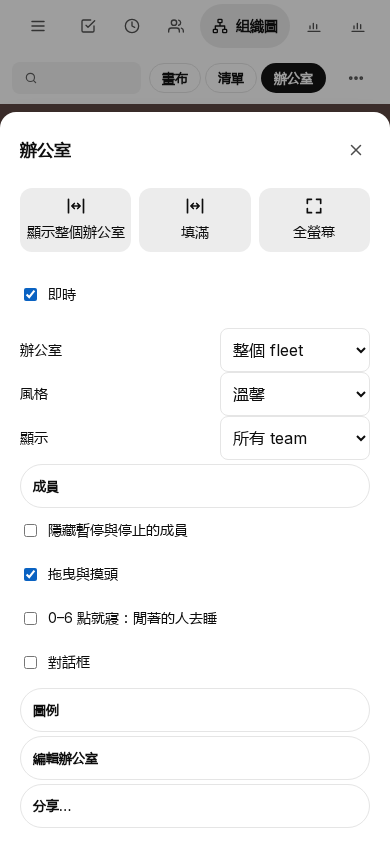 組織圖
畫布
清單
辦公室
辦公室
顯示整個辦公室
填滿
全螢幕
即時
辦公室
整個 fleet
風格
溫馨
顯示
所有 team
成員
隱藏暫停與停止的成員
拖曳與摸頭
0–6 點就寢：閒著的人去睡
對話框
圖例
編輯辦公室
分享…